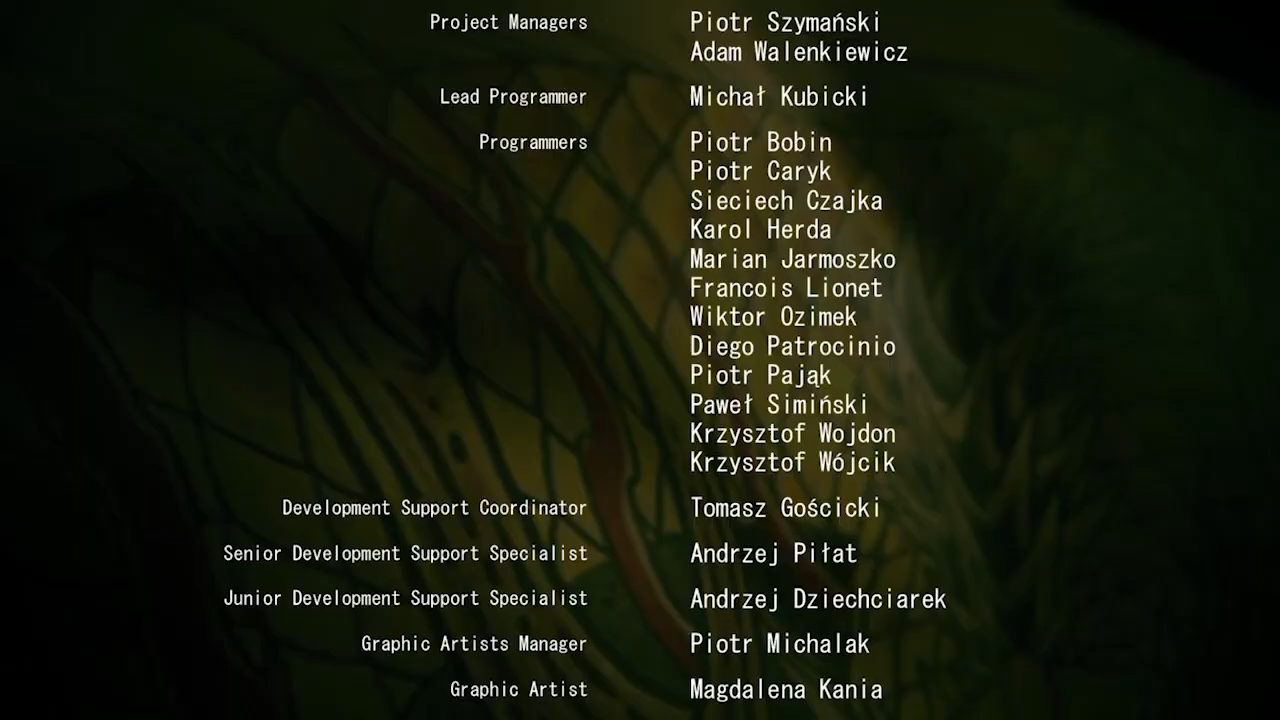 Project Managers Piotr Szymański
Adam Walenkiewicz
Lead Programmer Michał Kubicki
Programmers Piotr Bobin
Piotr Caryk
Sieciech Czajka
Karol Herda
Marian Jarmoszko
Francois Lionet
Wiktor Ozimek
Diego Patrocinio
Piotr Pająk
Paweł Simiński
Krzysztof Wojdon
Krzysztof Wójcik
Development Support Coordinator Tomasz Gościcki
Senior Development Support Specialist Andrzej Piłat
Junior Development Support Specialist Andrzej Dziechciarek
Graphic Artists Manager Piotr Michalak
Graphic Artist Magdalena Kania